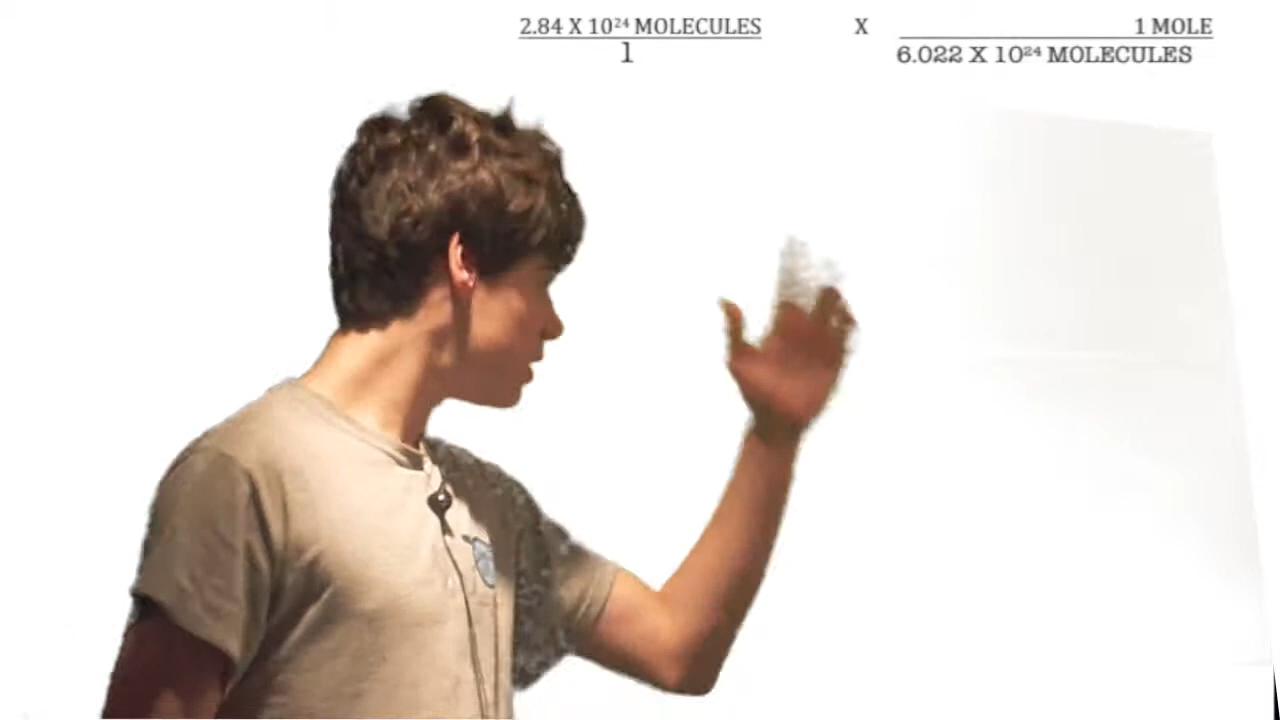 2.84 X 10²⁴ MOLECULES X 1 MOLE
1 6.022 X 10²⁴ MOLECULES